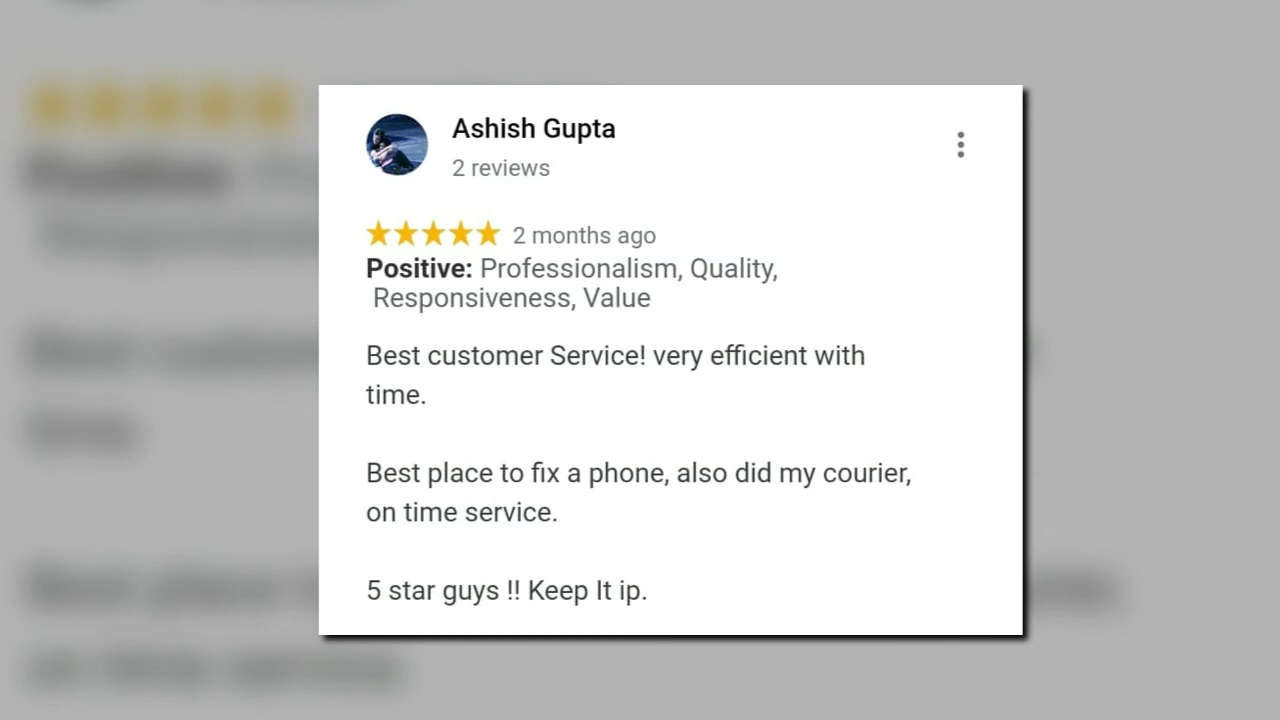 Ashish Gupta
2 reviews
2 months ago
Positive: Professionalism, Quality,
Responsiveness, Value
Best customer Service! very efficient with
time.
Best place to fix a phone, also did my courier,
on time service.
5 star guys !! Keep It ip.